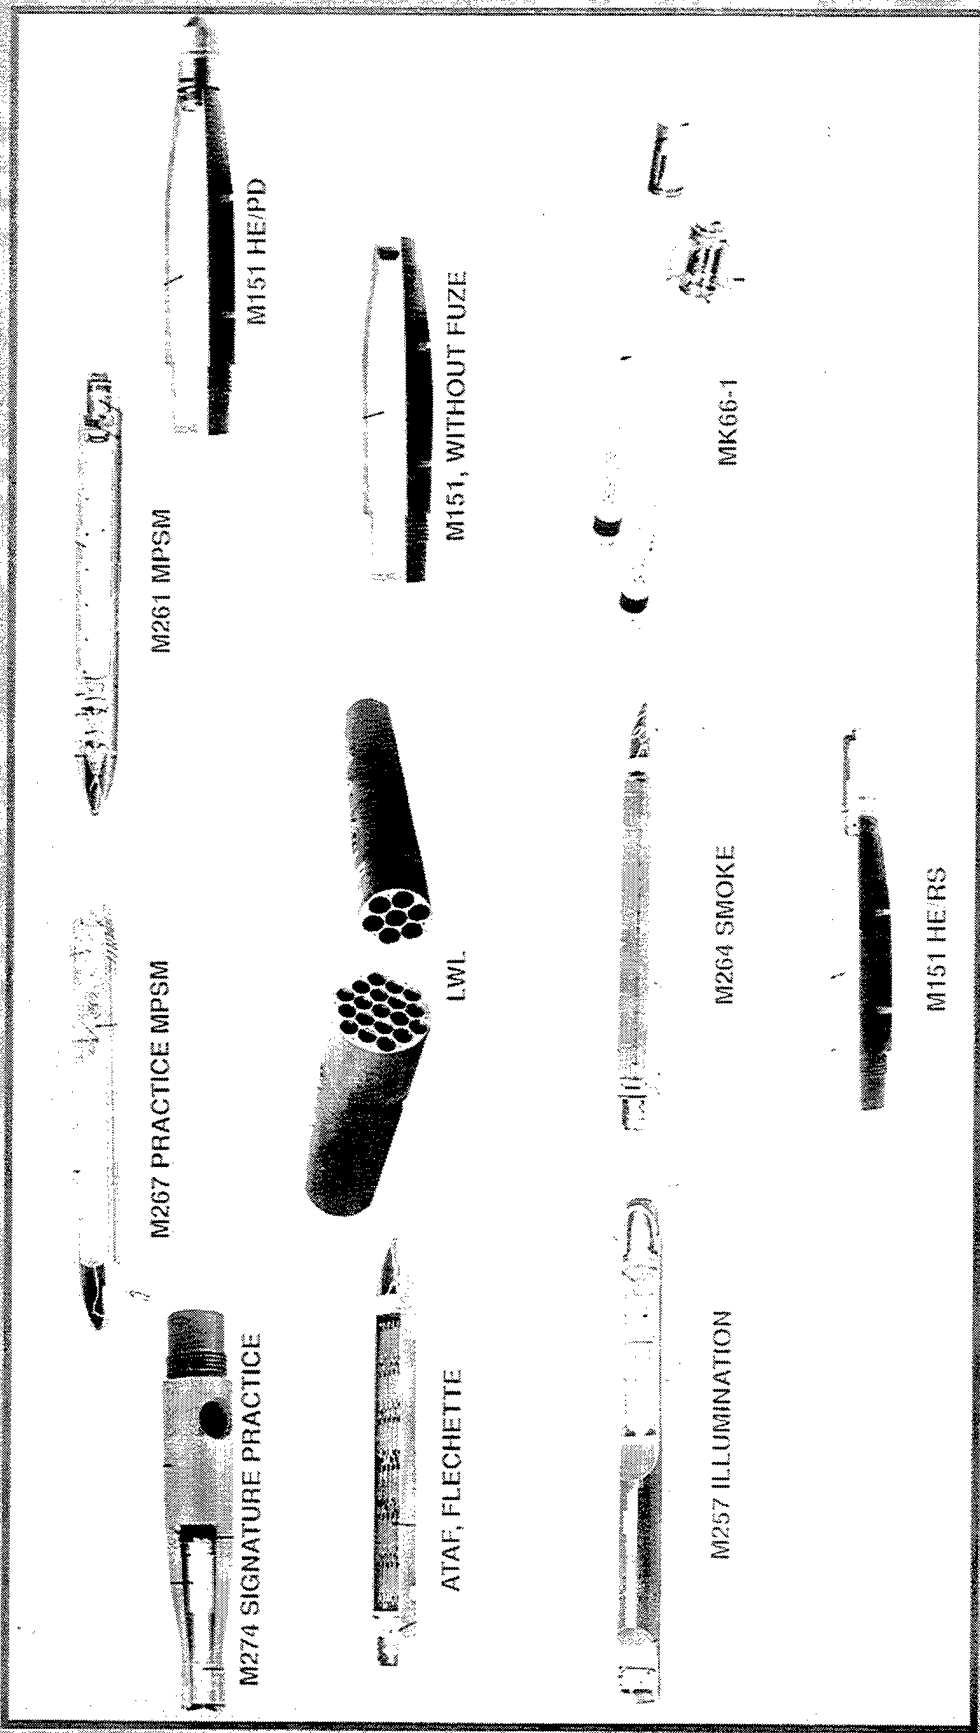 M274 SIGNATURE PRACTICE
M267 PRACTICE MPSM
M261 MPSM
M151 HE/PD
ATAF, FLECHETTE
LWL
M151, WITHOUT FUZE
M257 ILLUMINATION
M264 SMOKE
MK66-1
M151 HE/RS